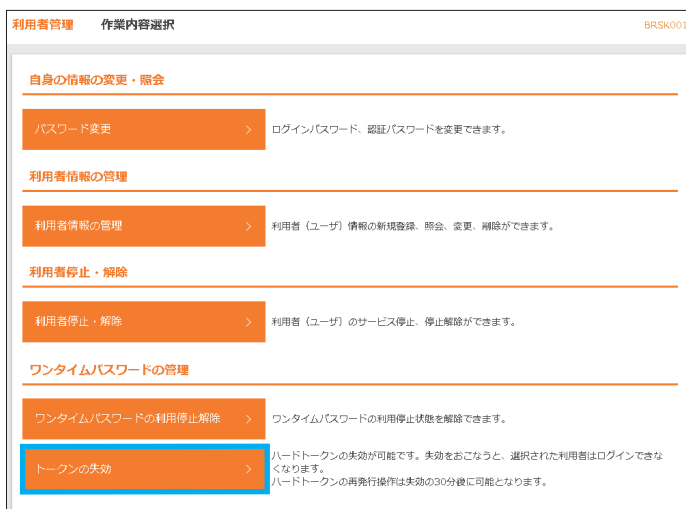 利用者管理 作業内容選択 BRSK001
自身の情報の変更・照会
パスワード変更 ログインパスワード、認証パスワードを変更できます。
利用者情報の管理
利用者情報の管理 利用者（ユーザ）情報の新規登録、照会、変更、削除ができます。
利用者停止・解除
利用者停止・解除 利用者（ユーザ）のサービス停止、停止解除ができます。
ワンタイムパスワードの管理
ワンタイムパスワードの利用停止解除 ワンタイムパスワードの利用停止状態を解除できます。
トークンの失効 ハードトークンの失効が可能です。失効をおこなうと、選択された利用者はログインできな
くなります。
ハードトークンの再発行操作は失効の30分後に可能となります。